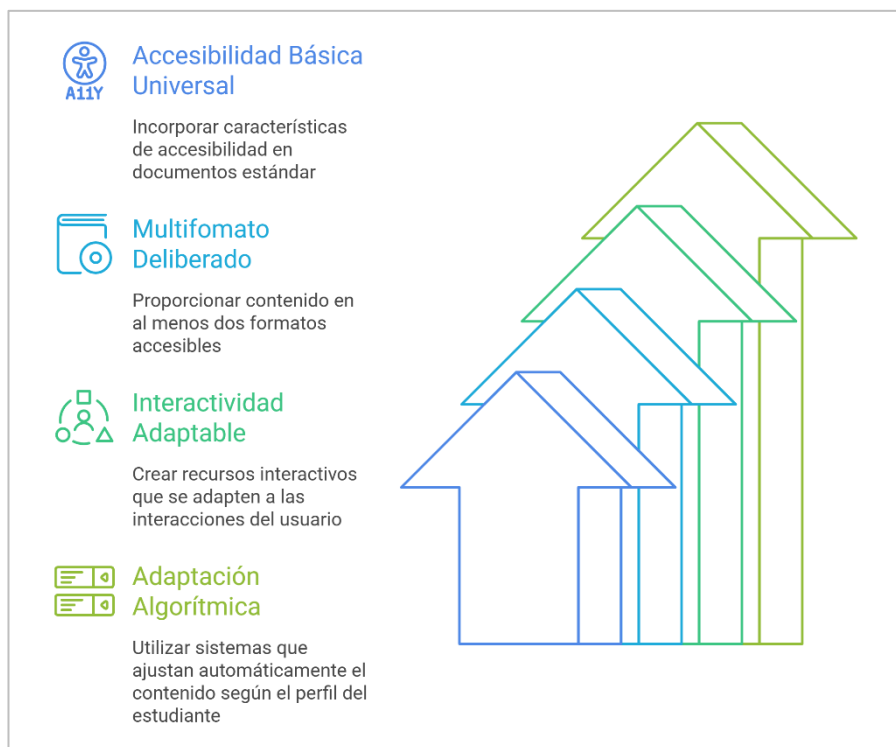 A11Y
Accesibilidad Básica
Universal
Incorporar características
de accesibilidad en
documentos estándar
Multifomato
Deliberado
Proporcionar contenido en
al menos dos formatos
accesibles
Interactividad
Adaptable
Crear recursos interactivos
que se adapten a las
interacciones del usuario
Adaptación
Algorítmica
Utilizar sistemas que
ajustan automáticamente el
contenido según el perfil del
estudiante